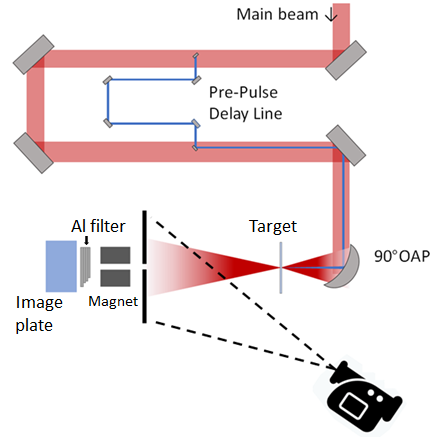 Main beam
Pre-Pulse
Delay Line
Al filter
Target
90°OAP
Image
plate
Magnet